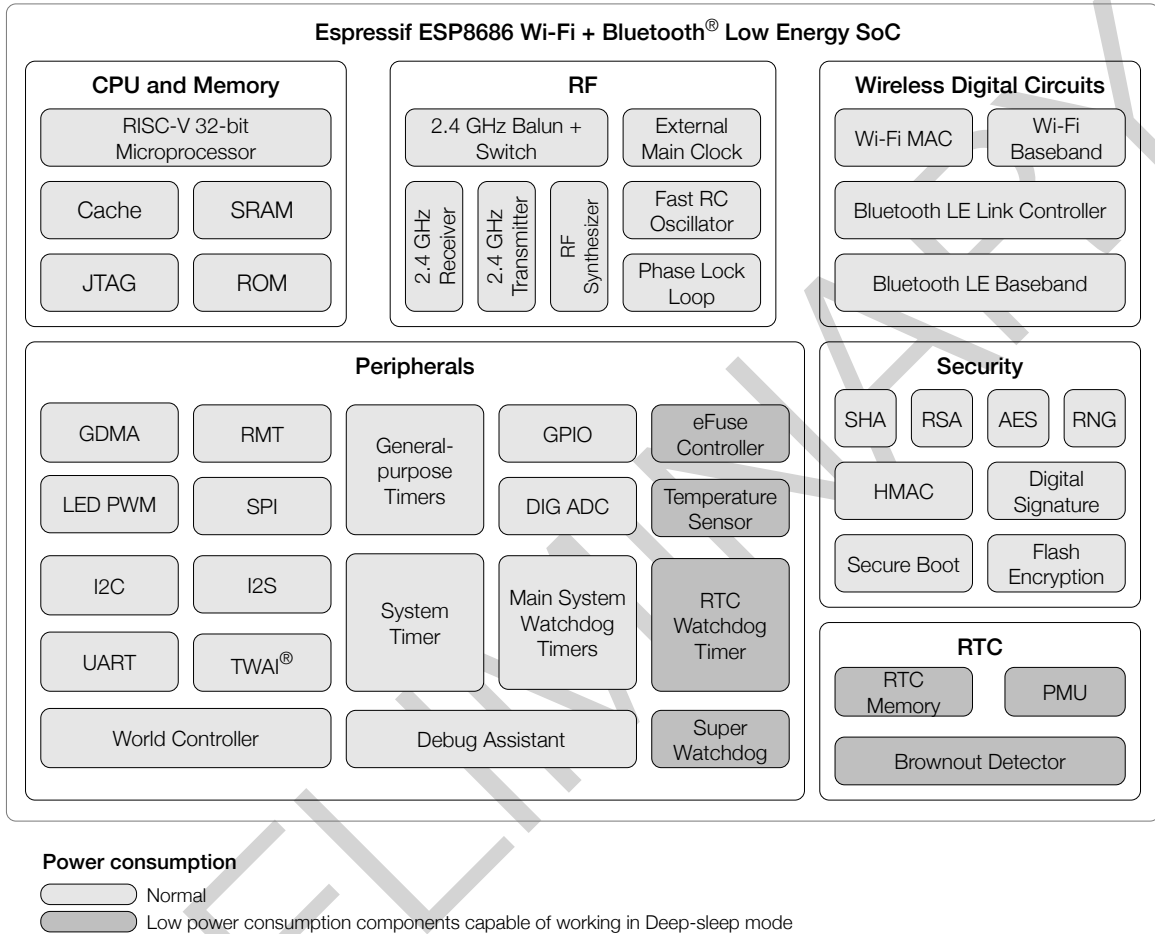 Espressif ESP8686 Wi-Fi + Bluetooth® Low Energy SoC
CPU and Memory
RISC-V 32-bit
Microprocessor
Cache
SRAM
JTAG
ROM
RF
2.4 GHz Balun +
Switch
External
Main Clock
2.4 GHz
Receiver
2.4 GHz
Transmitter
RF
Synthesizer
Fast RC
Oscillator
Phase Lock
Loop
Wireless Digital Circuits
Wi-Fi MAC
Wi-Fi
Baseband
Bluetooth LE Link Controller
Bluetooth LE Baseband
Peripherals
GDMA
RMT
General-
purpose
Timers
GPIO
eFuse
Controller
LED PWM
SPI
DIG ADC
Temperature
Sensor
I2C
I2S
System
Timer
Main System
Watchdog
Timers
RTC
Watchdog
Timer
UART
TWAI®
World Controller
Debug Assistant
Super
Watchdog
Security
SHA
RSA
AES
RNG
HMAC
Digital
Signature
Secure Boot
Flash
Encryption
RTC
RTC
Memory
PMU
Brownout Detector
Power consumption
Normal
Low power consumption components capable of working in Deep-sleep mode
ELIMINARY